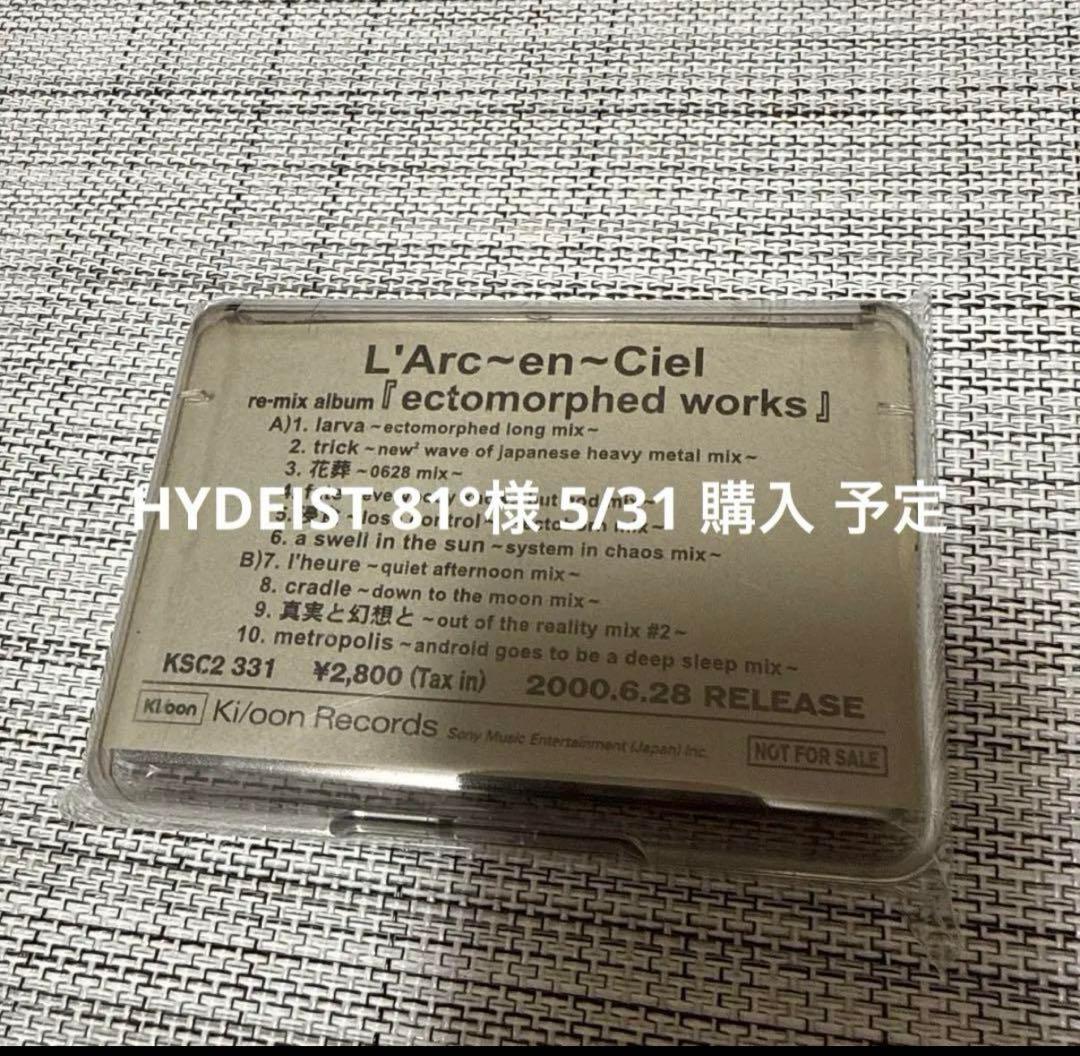 L'Arc~en~Ciel
re-mix album『ectomorphed works』
A)1. larva ~ectomorphed long mix~
2. trick ~new² wave of japanese heavy metal mix~
3. 花葬 ~0628 mix~
4.
HYDEIST 81°様 5/31 購入 予定
5.
6. a swell in the sun ~system in chaos mix~
B)7. l'heure ~quiet afternoon mix~
8. cradle ~down to the moon mix~
9. 真実と幻想と ~out of the reality mix #2~
10. metropolis ~android goes to be a deep sleep mix~
KSC2 331 ¥2,800 (Tax in) 2000.6.28 RELEASE
Ki/oon Ki/oon Records Sony Music Entertainment (Japan) Inc. NOT FOR SALE